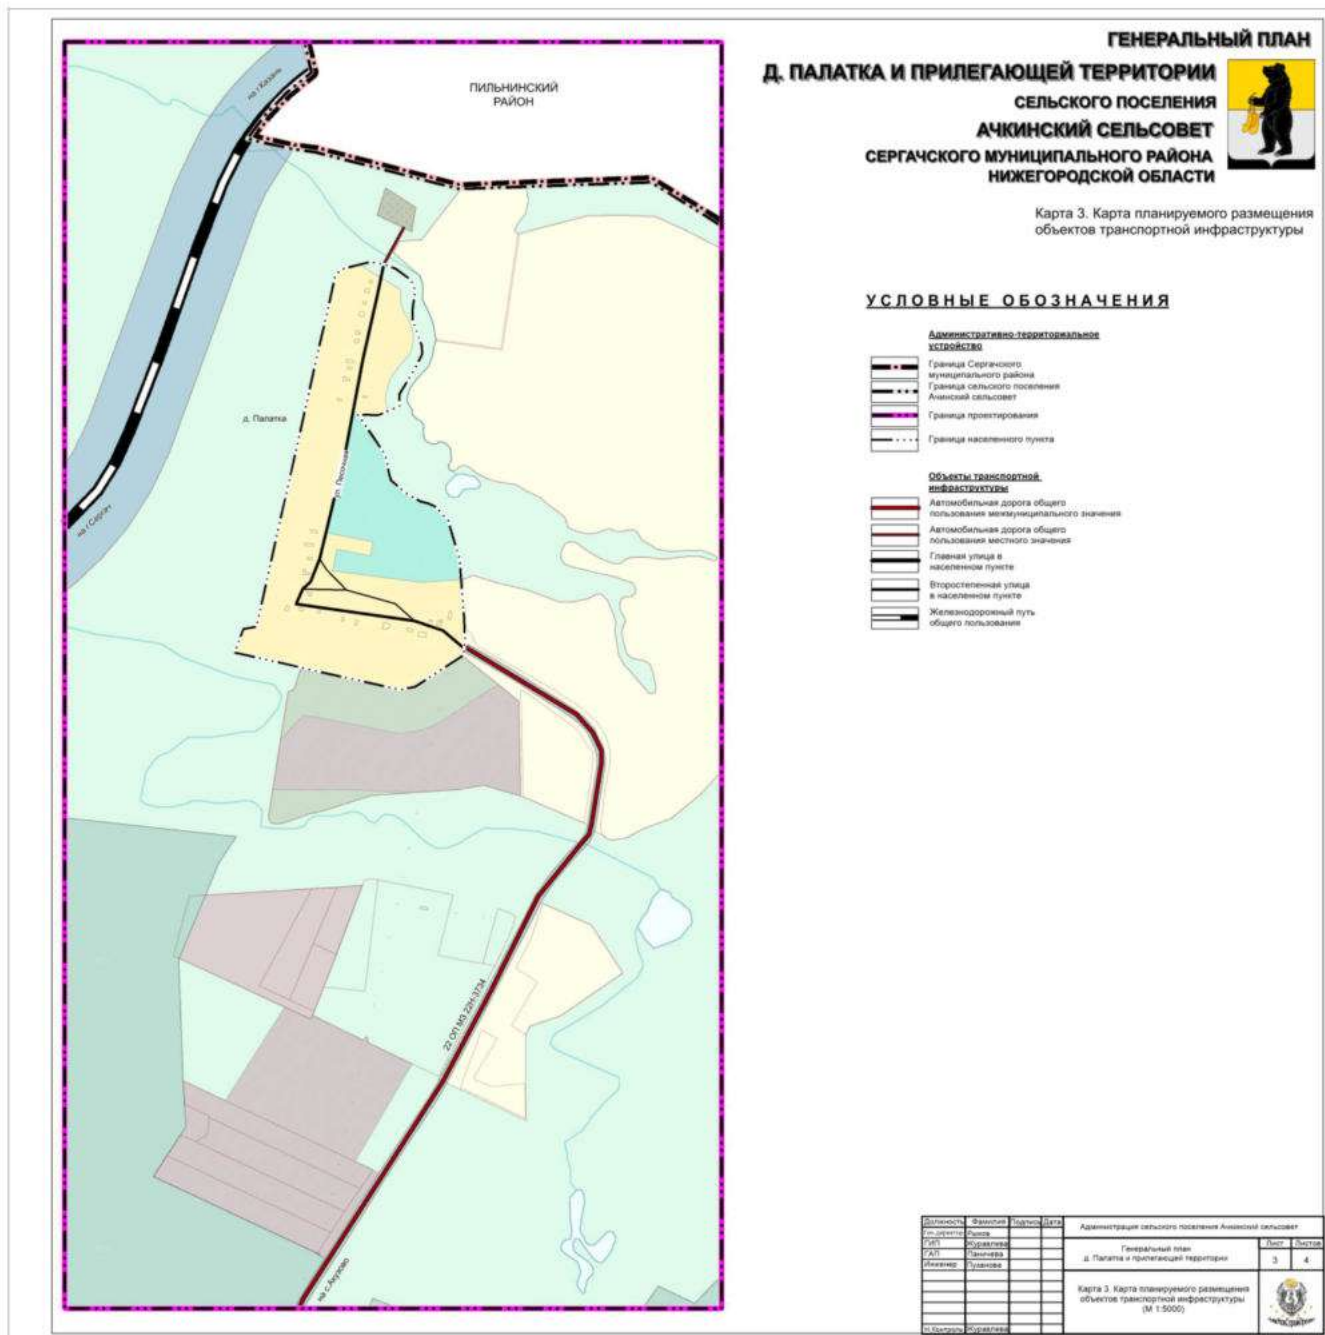 ГЕНЕРАЛЬНЫЙ ПЛАН
Д. ПАЛАТКА И ПРИЛЕГАЮЩЕЙ ТЕРРИТОРИИ
СЕЛЬСКОГО ПОСЕЛЕНИЯ
АЧКИНСКИЙ СЕЛЬСОВЕТ
СЕРГАЧСКОГО МУНИЦИПАЛЬНОГО РАЙОНА
НИЖЕГОРОДСКОЙ ОБЛАСТИ
Карта 3. Карта планируемого размещения
объектов транспортной инфраструктуры
УСЛОВНЫЕ ОБОЗНАЧЕНИЯ
Административно-территориальное
устройство
Граница Сергачского
муниципального района
Граница сельского поселения
Ачинский сельсовет
Граница проектирования
Граница населенного пункта
Объекты транспортной
инфраструктуры
Автомобильная дорога общего
пользования межмуниципального значения
Автомобильная дорога общего
пользования местного значения
Главная улица в
населенном пункте
Второстепенная улица
в населенном пункте
Железнодорожный путь
общего пользования
ПИЛЬНИНСКИЙ
РАЙОН
на г.Казань
д. Палатка
ул. Песочная
на г.Сергач
22 ОП МЗ 22Н-3734
на с.Акузово
Должность Фамилия Подпись Дата
Ген.директор Рыжов
ГИП Журавлева
ГАП Паничева
Инженер Пузанова
Н.Контроль Журавлева
Администрация сельского поселения Ачкинский сельсовет
Генеральный план
д. Палатка и прилегающей территории
Лист Листов
3 4
Карта 3. Карта планируемого размещения
объектов транспортной инфраструктуры
(М 1:5000)